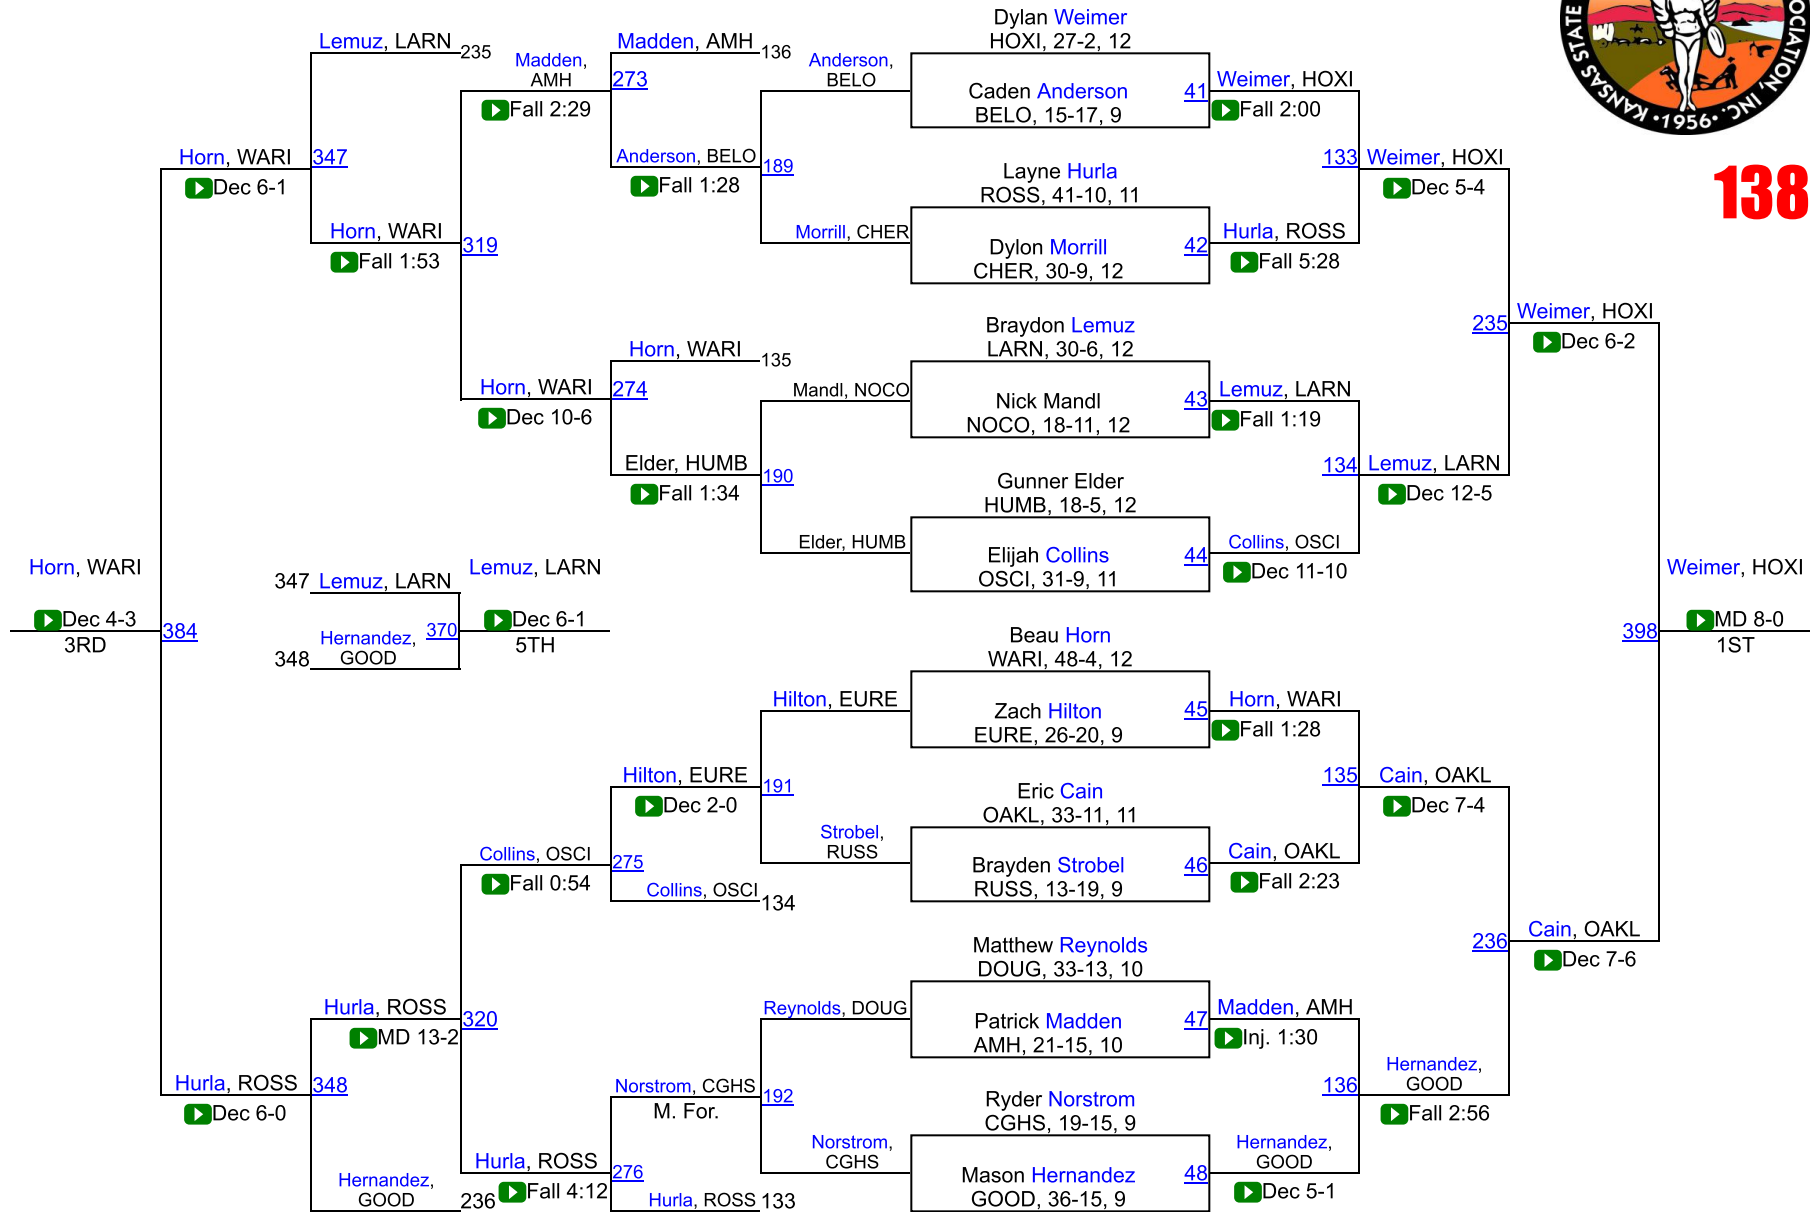 Dylan Weimer
HOXI, 27-2, 12
Lemuz, LARN
235
Madden,
AMH
Fall 2:29
Madden, AMH
136
273
Anderson,
BELO
Caden Anderson
BELO, 15-17, 9
41
Weimer, HOXI
Fall 2:00
KANSAS STATE
OCIATION, INC.
•1956•
138
Horn, WARI
347
Dec 6-1
Anderson, BELO
189
Fall 1:28
Layne Hurla
ROSS, 41-10, 11
133
Weimer, HOXI
Dec 5-4
Horn, WARI
319
Fall 1:53
Morrill, CHER
Dylon Morrill
CHER, 30-9, 12
42
Hurla, ROSS
Fall 5:28
Braydon Lemuz
LARN, 30-6, 12
235
Weimer, HOXI
Dec 6-2
Horn, WARI
135
Horn, WARI
274
Dec 10-6
Mandl, NOCO
Nick Mandl
NOCO, 18-11, 12
43
Lemuz, LARN
Fall 1:19
Elder, HUMB
190
Fall 1:34
Gunner Elder
HUMB, 18-5, 12
134
Lemuz, LARN
Dec 12-5
Elder, HUMB
Elijah Collins
OSCI, 31-9, 11
44
Collins, OSCI
Dec 11-10
Horn, WARI
Dec 4-3
3RD
384
347
Lemuz, LARN
Lemuz, LARN
Hernandez,
GOOD
348
370
Dec 6-1
5TH
Weimer, HOXI
398
MD 8-0
1ST
Beau Horn
WARI, 48-4, 12
Hilton, EURE
Zach Hilton
EURE, 26-20, 9
45
Horn, WARI
Fall 1:28
Hilton, EURE
191
Dec 2-0
Eric Cain
OAKL, 33-11, 11
135
Cain, OAKL
Dec 7-4
Strobel,
RUSS
Collins, OSCI
275
Fall 0:54
Collins, OSCI
134
Brayden Strobel
RUSS, 13-19, 9
46
Cain, OAKL
Fall 2:23
Matthew Reynolds
DOUG, 33-13, 10
236
Cain, OAKL
Dec 7-6
Hurla, ROSS
320
MD 13-2
Reynolds, DOUG
Patrick Madden
AMH, 21-15, 10
47
Madden, AMH
Inj. 1:30
Hurla, ROSS
348
Dec 6-0
Norstrom, CGHS
192
M. For.
Ryder Norstrom
CGHS, 19-15, 9
136
Hernandez,
GOOD
Fall 2:56
Norstrom,
CGHS
Hurla, ROSS
276
Fall 4:12
Mason Hernandez
GOOD, 36-15, 9
48
Hernandez,
GOOD
Dec 5-1
Hernandez,
GOOD
236
Hurla, ROSS
133